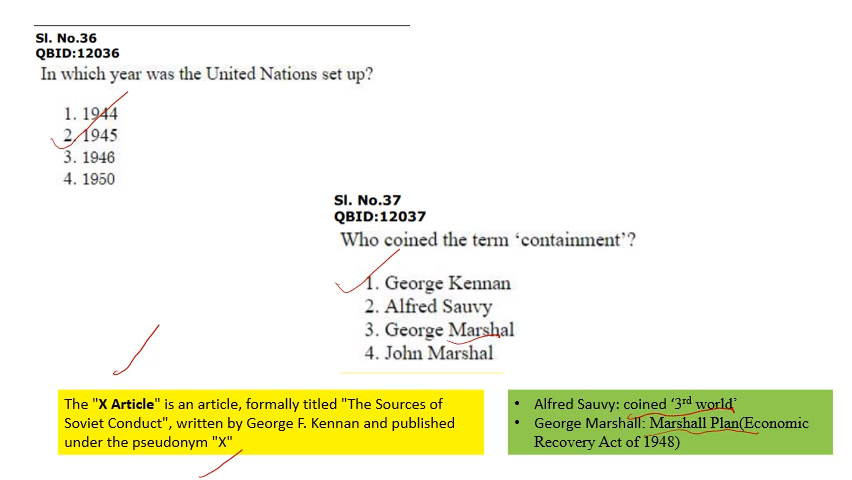 Sl. No.36
QBID:12036
In which year was the United Nations set up?
1. 1944
2. 1945
3. 1946
4. 1950
Sl. No.37
QBID:12037
Who coined the term ‘containment’?
1. George Kennan
2. Alfred Sauvy
3. George Marshal
4. John Marshal
The "X Article" is an article, formally titled "The Sources of
Soviet Conduct", written by George F. Kennan and published
under the pseudonym "X"
• Alfred Sauvy: coined ‘3rd world’
• George Marshall: Marshall Plan(Economic
Recovery Act of 1948)